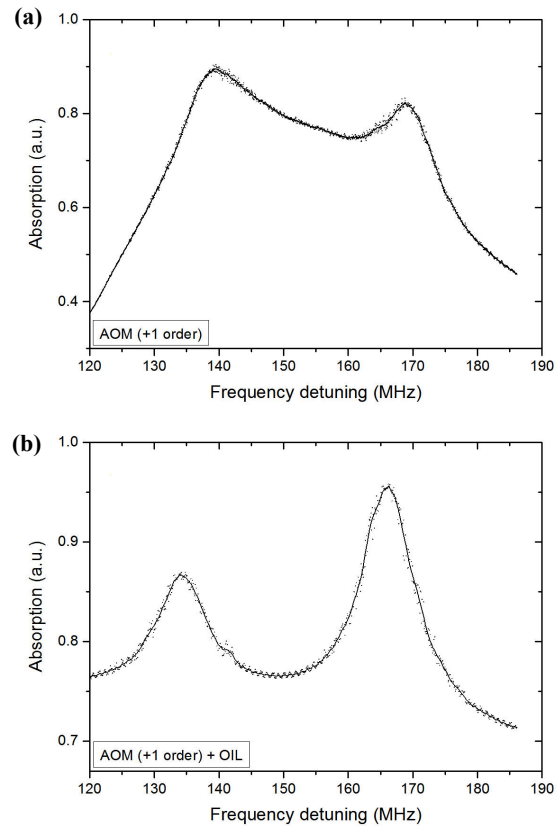 (a)
1.0
0.8
0.6
0.4
Absorption (a.u.)
AOM (+1 order)
120 130 140 150 160 170 180 190
Frequency detuning (MHz)
(b)
1.0
0.9
0.8
0.7
Absorption (a.u.)
AOM (+1 order) + OIL
120 130 140 150 160 170 180 190
Frequency detuning (MHz)